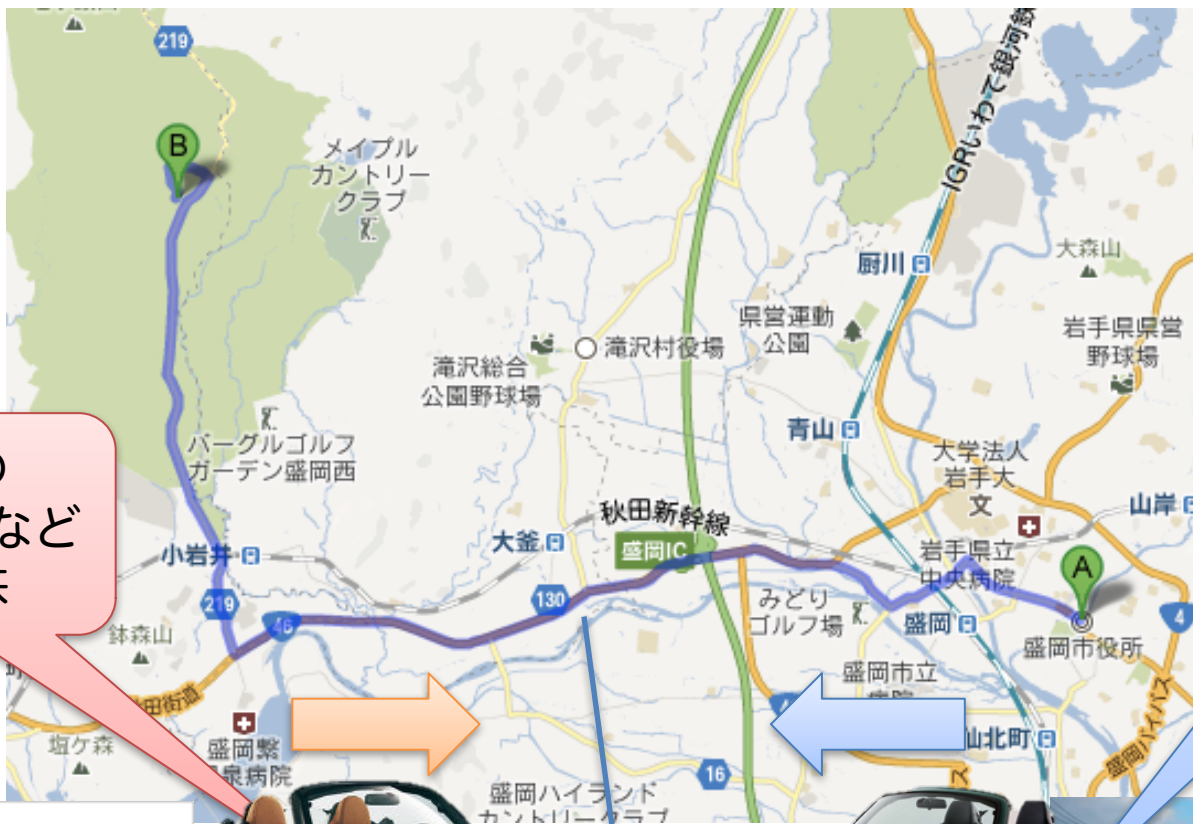 219
B
メイプル
カントリー
クラブ
IGRいわて銀河鉄
厨川
大森山
県営運動
公園
岩手県県営
野球場
滝沢村役場
滝沢総合
公園野球場
バーグルゴルフ
ガーデン盛岡西
青山
大学法人
岩手大
文
山岸
の
など
小岩井
大釜
秋田新幹線
盛岡IC
岩手県立
中央病院
A
219
46
130
みどり
ゴルフ場
盛岡
盛岡市役所
4
鉢森山
田街道
盛岡市立
塩ケ森
盛岡繋
泉病院
仙北町
盛岡バイパス
16
盛岡ハイランド
カントリークラブ
ス